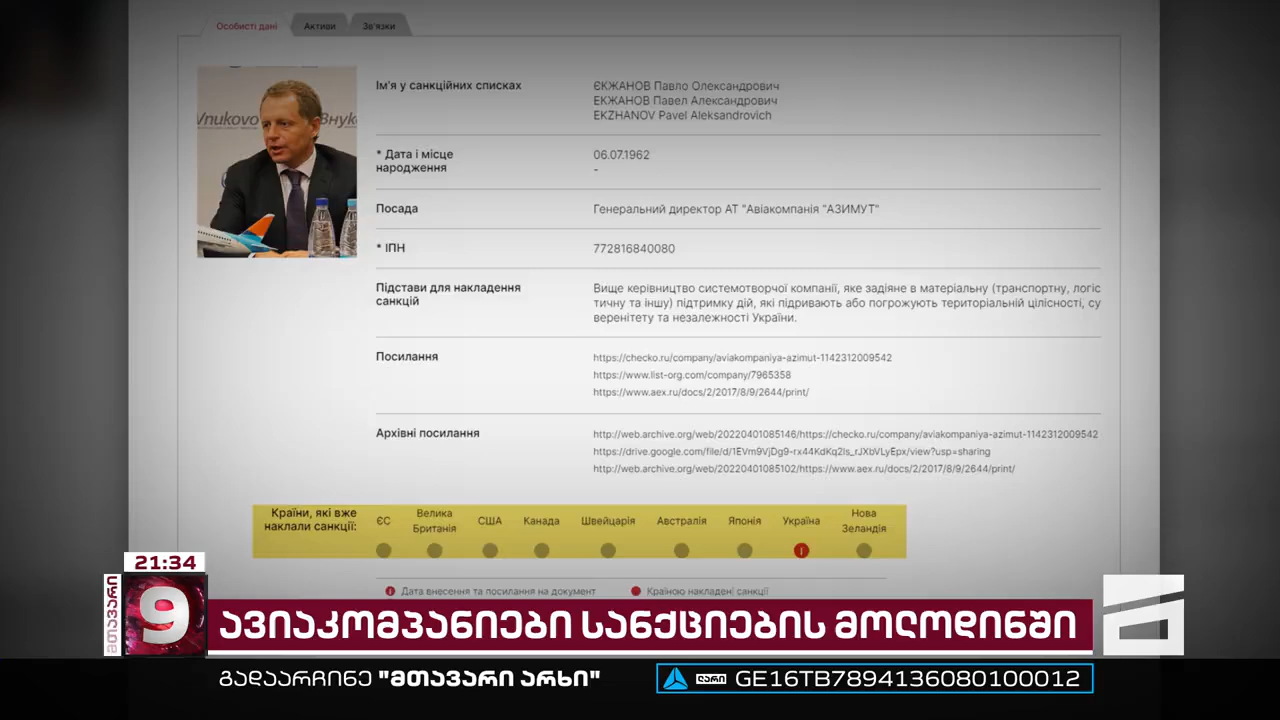 Особисті дані
Активи
Зв'язки
Vnukovo
Внуко
Ім'я у санкційних списках
ЄКЖАНОВ Павло Олександрович
ЕКЖАНОВ Павел Александрович
EKZHANOV Pavel Aleksandrovich
* Дата і місце
народження
06.07.1962
-
Посада
Генеральний директор АТ "Авіакомпанія "АЗИМУТ"
* ІПН
772816840080
Підстави для накладення
санкцій
Вище керівництво системотворчої компанії, яке задіяне в матеріальну (транспортну, логіс
тичну та іншу) підтримку дій, які підривають або погрожують територіальній цілісності, су
веренітету та незалежності України.
Посилання
https://checko.ru/company/aviakompaniya-azimut-1142312009542
https://www.list-org.com/company/7965358
https://www.aex.ru/docs/2/2017/8/9/2644/print/
Архівні посилання
http://web.archive.org/web/20220401085146/https://checko.ru/company/aviakompaniya-azimut-1142312009542
https://drive.google.com/file/d/1EVm9VjDg9-rx44KdKq2ls_rJXbVLyEpx/view?usp=sharing
http://web.archive.org/web/20220401085102/https://www.aex.ru/docs/2/2017/8/9/2644/print/
Країни, які вже
наклали санкції:
ЄС
Велика
Британія
США
Канада
Швейцарія
Австралія
Японія
Україна
Нова
Зеландія
Дата внесення та посилання на документ
Країною накладені санкції
21:34
მთავარი
9
ავიაკომპანიები სანქციების მოლოდინში
გადაარჩინე "მთავარი არხი"
ლარი
GE16TB7894136080100012